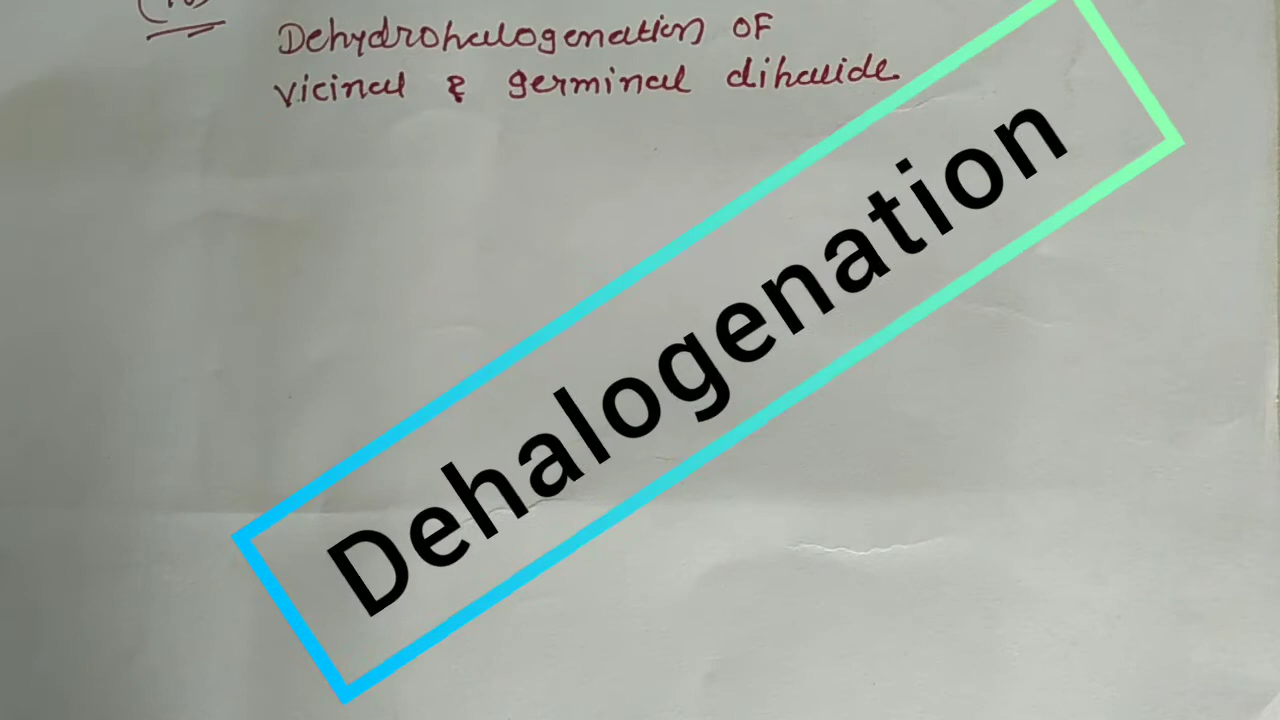 Dehydrohalogenation OF
vicinal & germinal dihalide
Dehalogenation